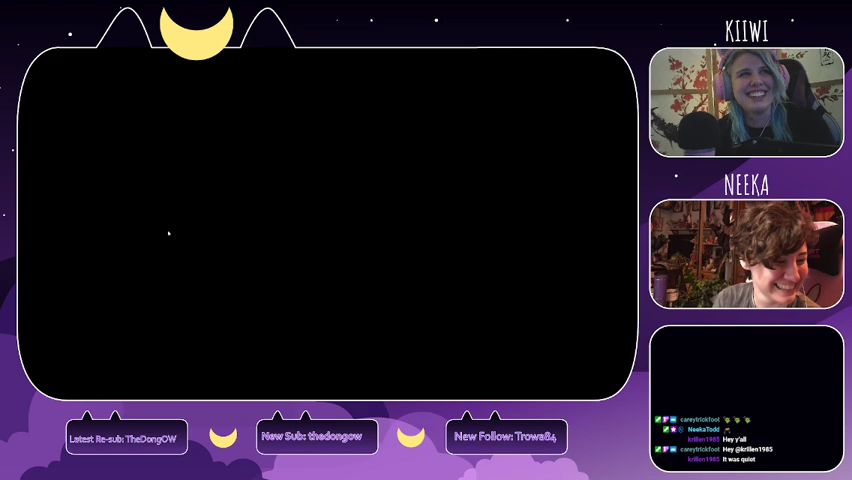 KIIWI
NEEKA
careytrickfoot
NeekaTodd
krillen1985 Hey y'all
careytrickfoot Hey @krillen1985
krillen1985 It was quiet
Latest Re-sub: TheDongOW
New Sub: thedongow
New Follow: Trowa84